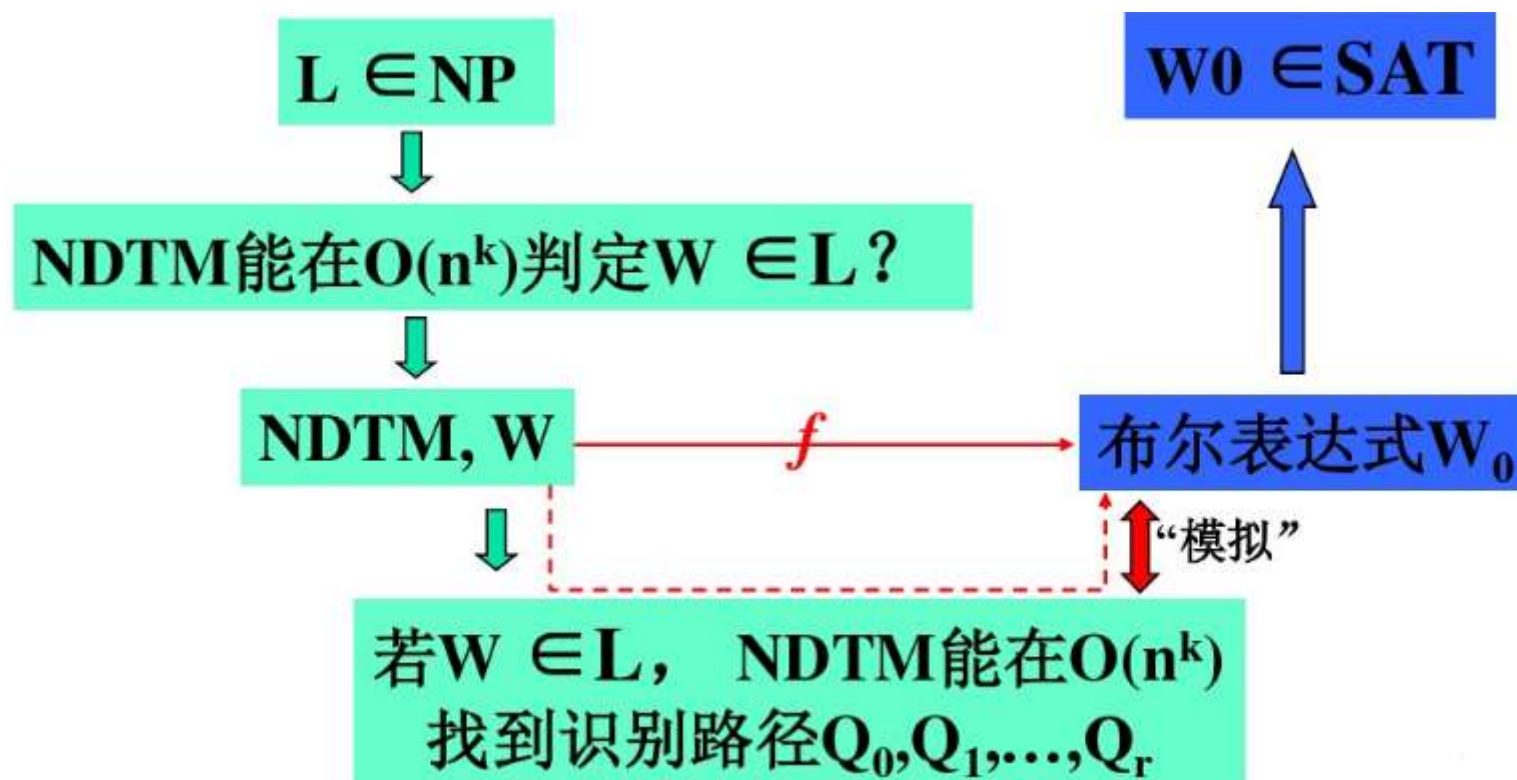 L ∈NP
W0 ∈SAT
NDTM能在O(nᵏ)判定W ∈L？
NDTM, W
f
布尔表达式W₀
“模拟”
若W ∈L， NDTM能在O(nᵏ)
找到识别路径Q₀,Q₁,…,Qᵣ